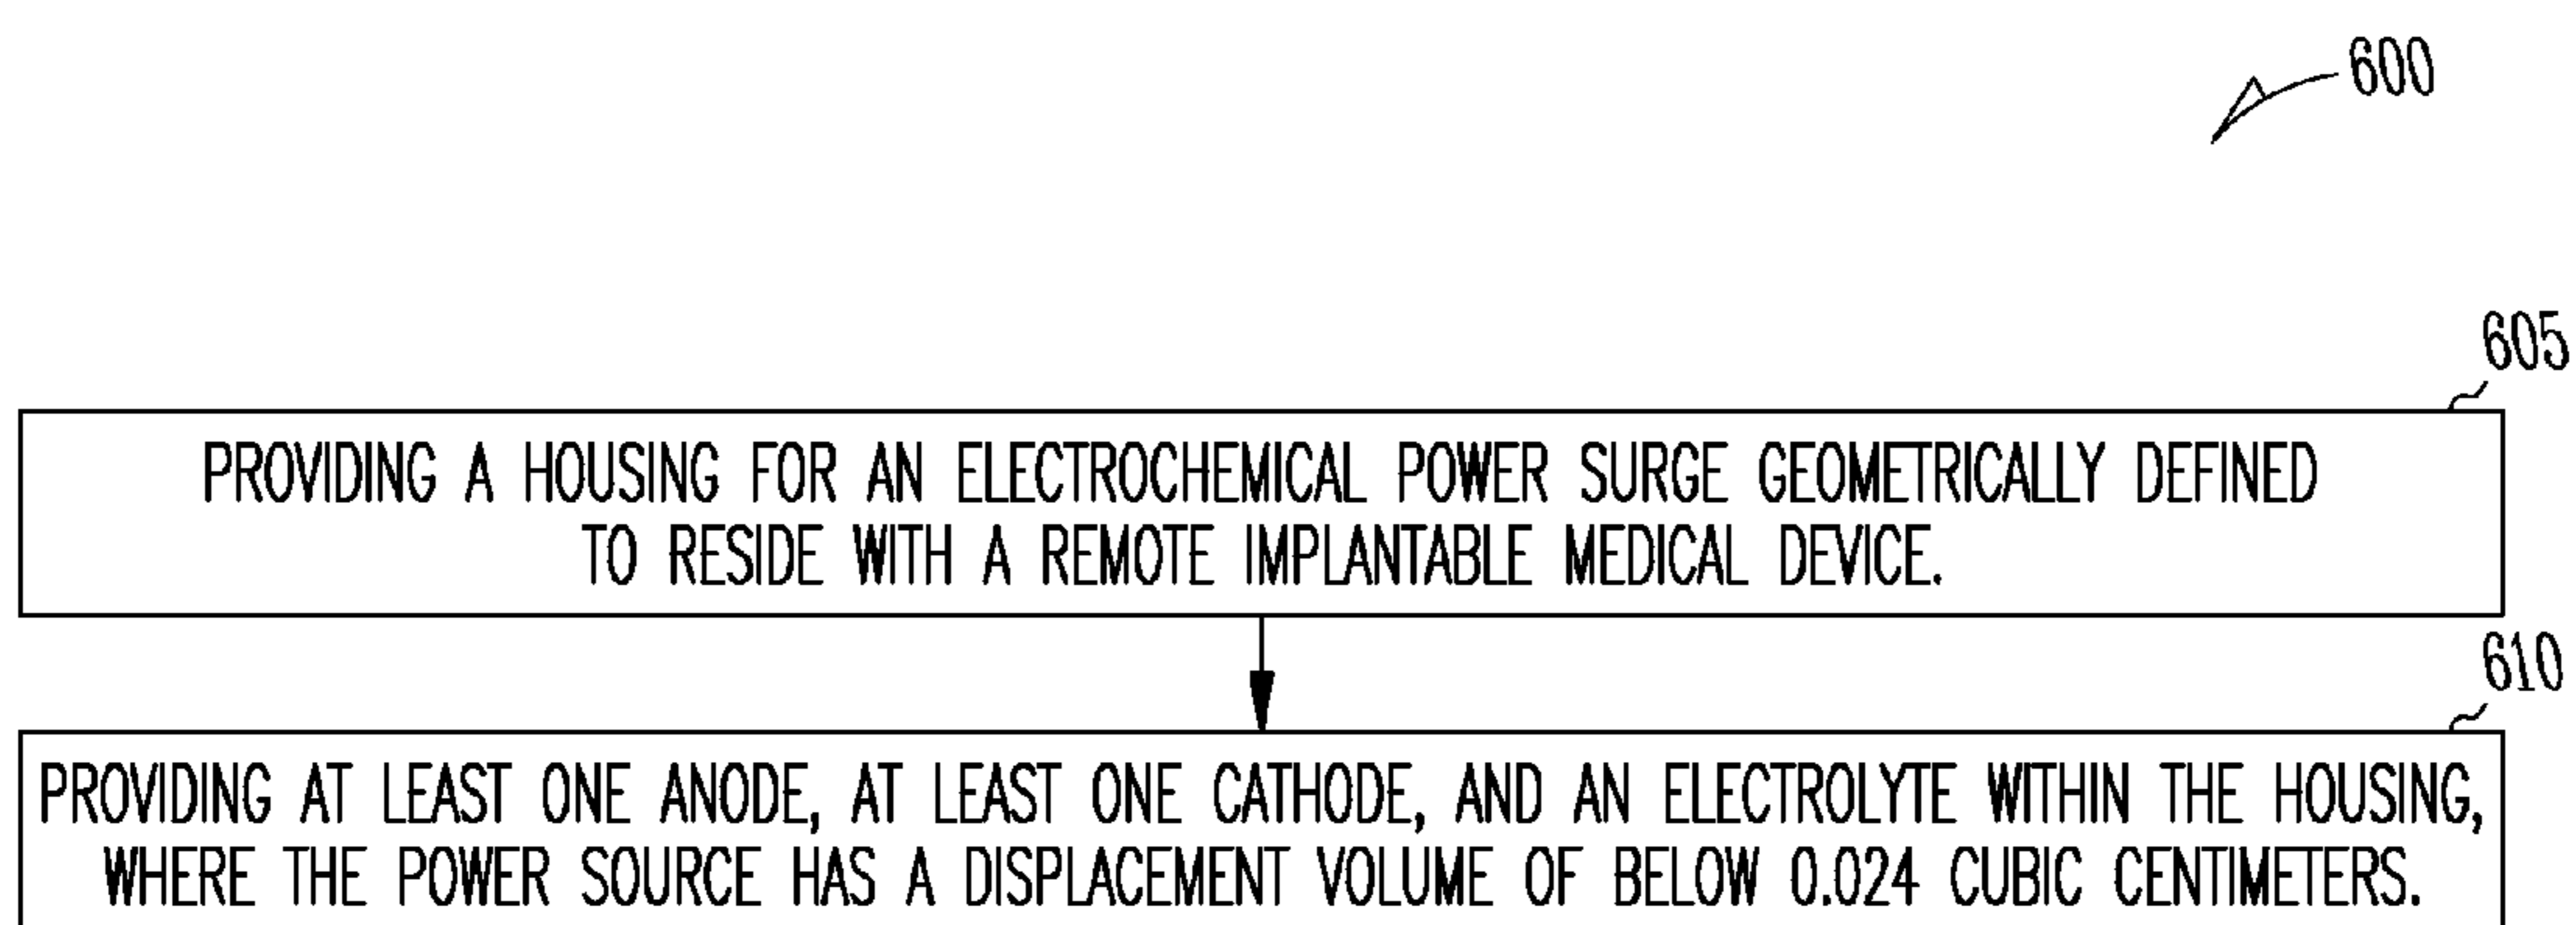 600
605
PROVIDING A HOUSING FOR AN ELECTROCHEMICAL POWER SURGE GEOMETRICALLY DEFINED
TO RESIDE WITH A REMOTE IMPLANTABLE MEDICAL DEVICE.
610
PROVIDING AT LEAST ONE ANODE, AT LEAST ONE CATHODE, AND AN ELECTROLYTE WITHIN THE HOUSING,
WHERE THE POWER SOURCE HAS A DISPLACEMENT VOLUME OF BELOW 0.024 CUBIC CENTIMETERS.